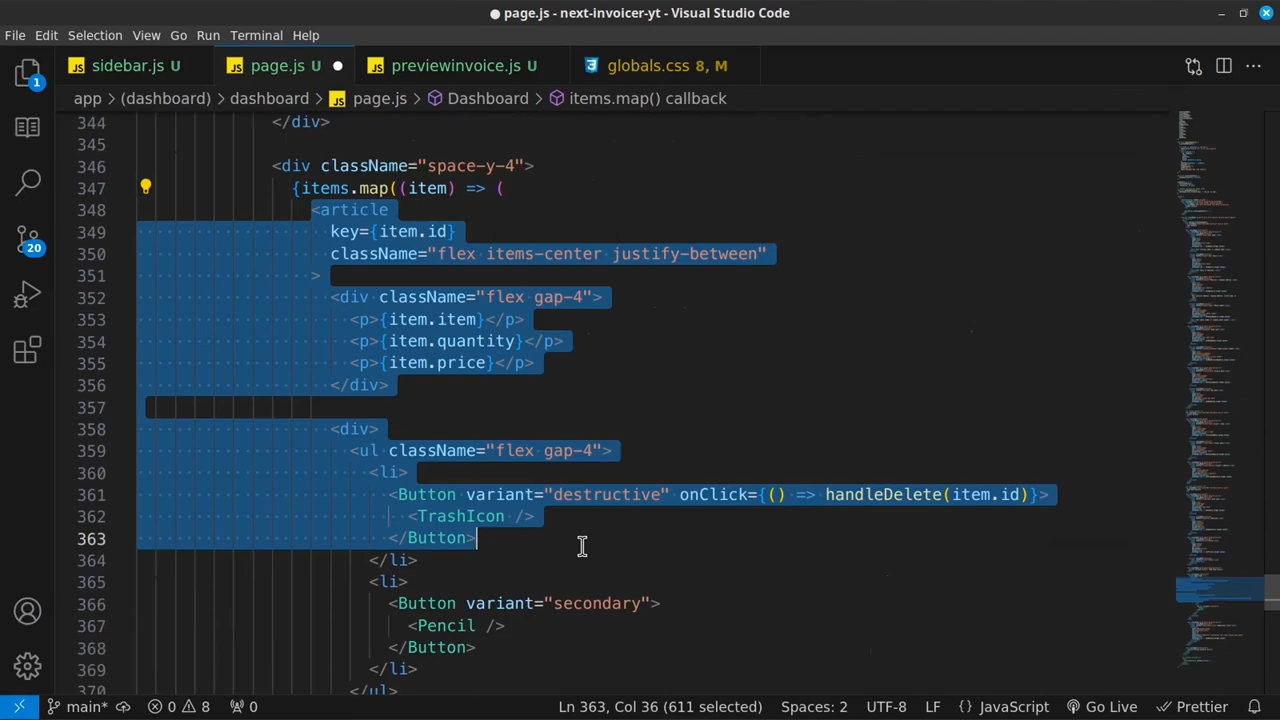 page.js - next-invoicer-yt - Visual Studio Code
File Edit Selection View Go Run Terminal Help
JS sidebar.js U JS page.js U JS previewinvoice.js U globals.css 8, M
app > (dashboard) > dashboard > JS page.js > Dashboard > items.map() callback
344 </div>
345
346 <div className="space-y-4">
347 {items.map((item) => (
348 <article
349 key={item.id}
350 className="flex items-center justify-between"
351 >
352 <div className="flex gap-4">
353 <p>{item.item}</p>
354 <p>{item.quantity}</p>
355 <p>{item.price}</p>
356 </div>
357
358 <div>
359 <ul className="flex gap-4">
360 <li>
361 <Button variant="destructive" onClick={() => handleDelete(item.id)}>
362 <TrashIcon />
363 </Button>
364 </li>
365 <li>
366 <Button variant="secondary">
367 <Pencil />
368 </Button>
369 </li>
370 </ul>
1
20
main* 0 8 0 Ln 363, Col 36 (611 selected) Spaces: 2 UTF-8 LF {} JavaScript Go Live Prettier